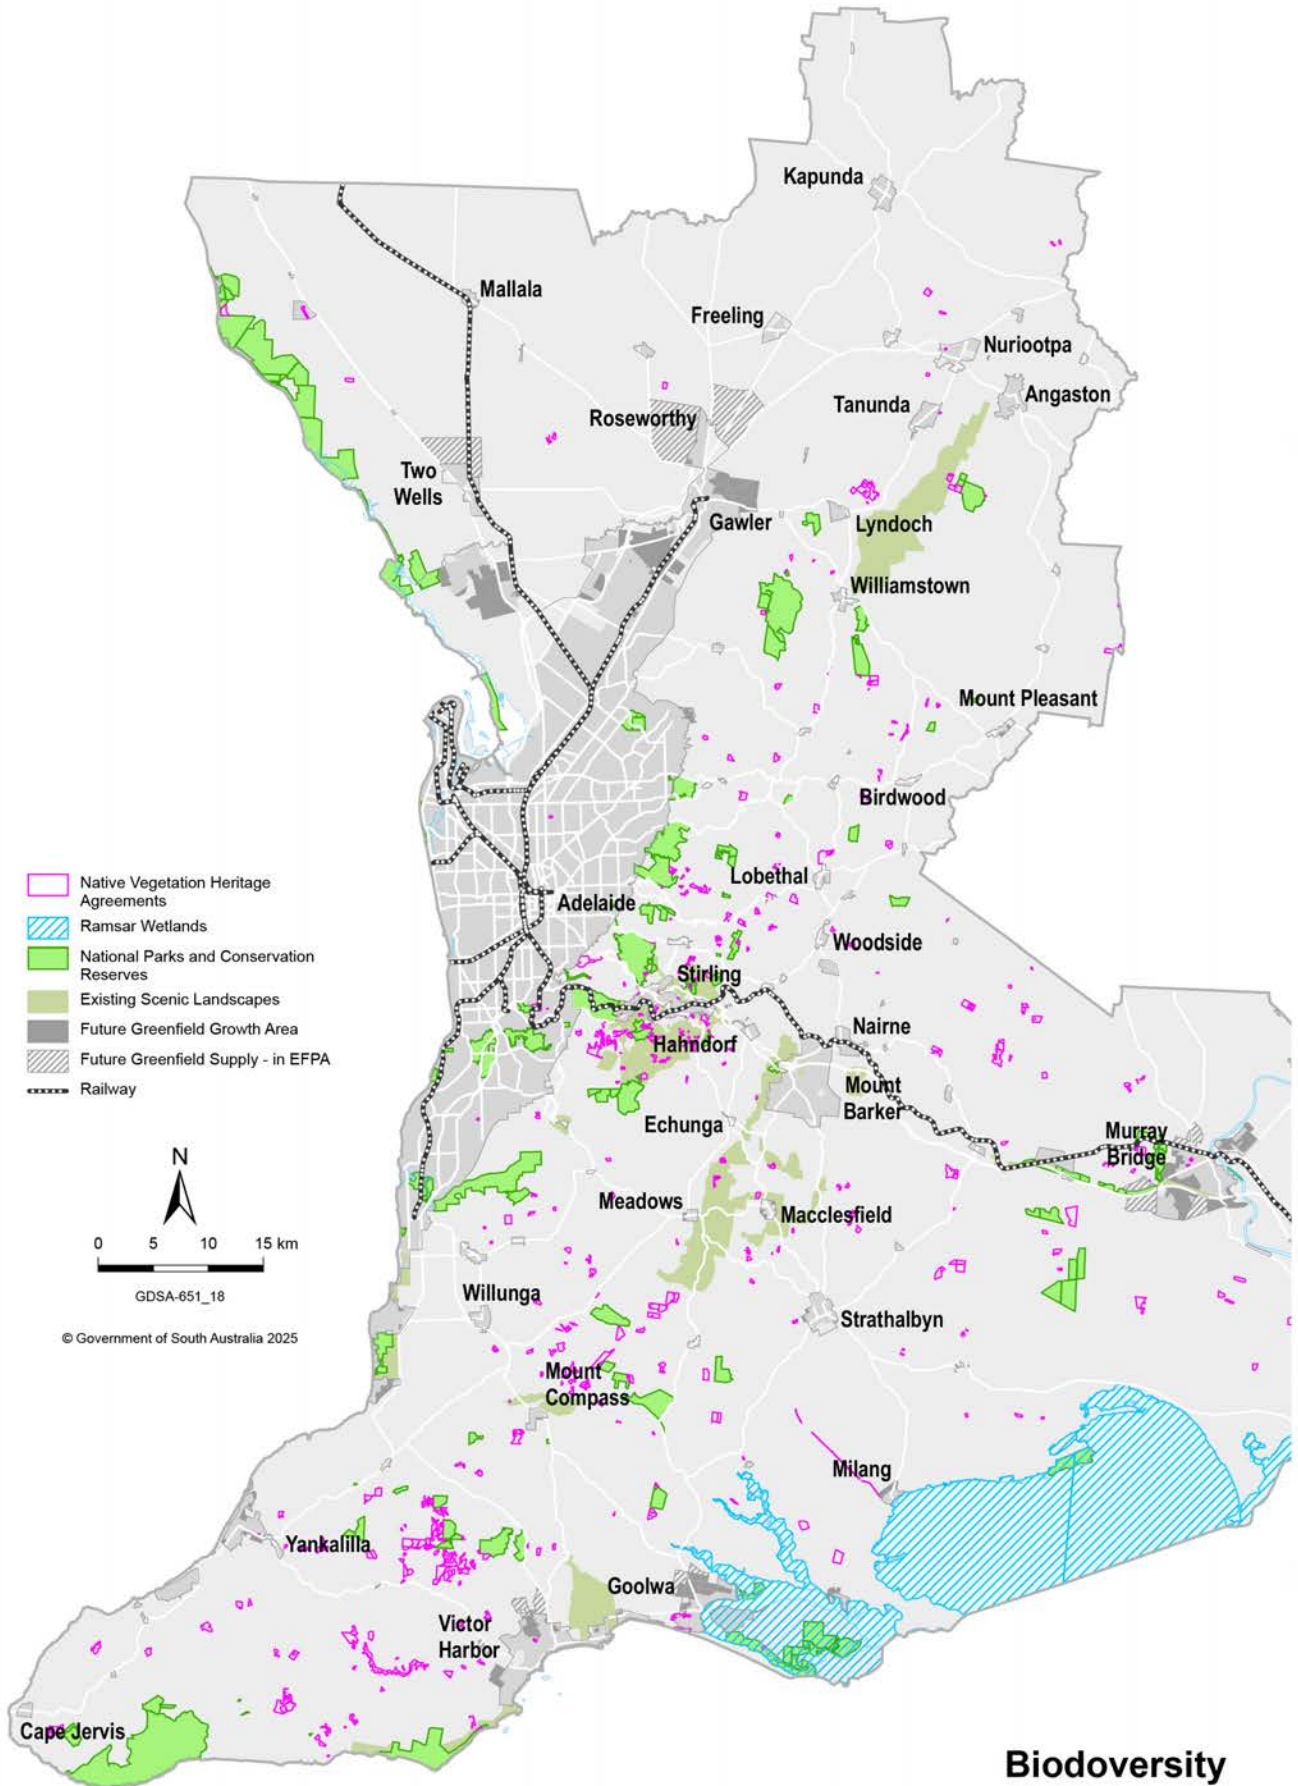 Kapunda
Mallala
Freeling
Nuriootpa
Angaston
Tanunda
Roseworthy
Two
Wells
Gawler
Lyndoch
Williamstown
Mount Pleasant
Birdwood
Lobethal
Adelaide
Woodside
Stirling
Nairne
Hahndorf
Mount
Barker
Echunga
Murray
Bridge
Meadows
Macclesfield
Willunga
Strathalbyn
Mount
Compass
Milang
Yankalilla
Goolwa
Victor
Harbor
Cape Jervis
Native Vegetation Heritage
Agreements
Ramsar Wetlands
National Parks and Conservation
Reserves
Existing Scenic Landscapes
Future Greenfield Growth Area
Future Greenfield Supply - in EFPA
Railway
N
0 5 10 15 km
GDSA-651_18
© Government of South Australia 2025
Biodoversity